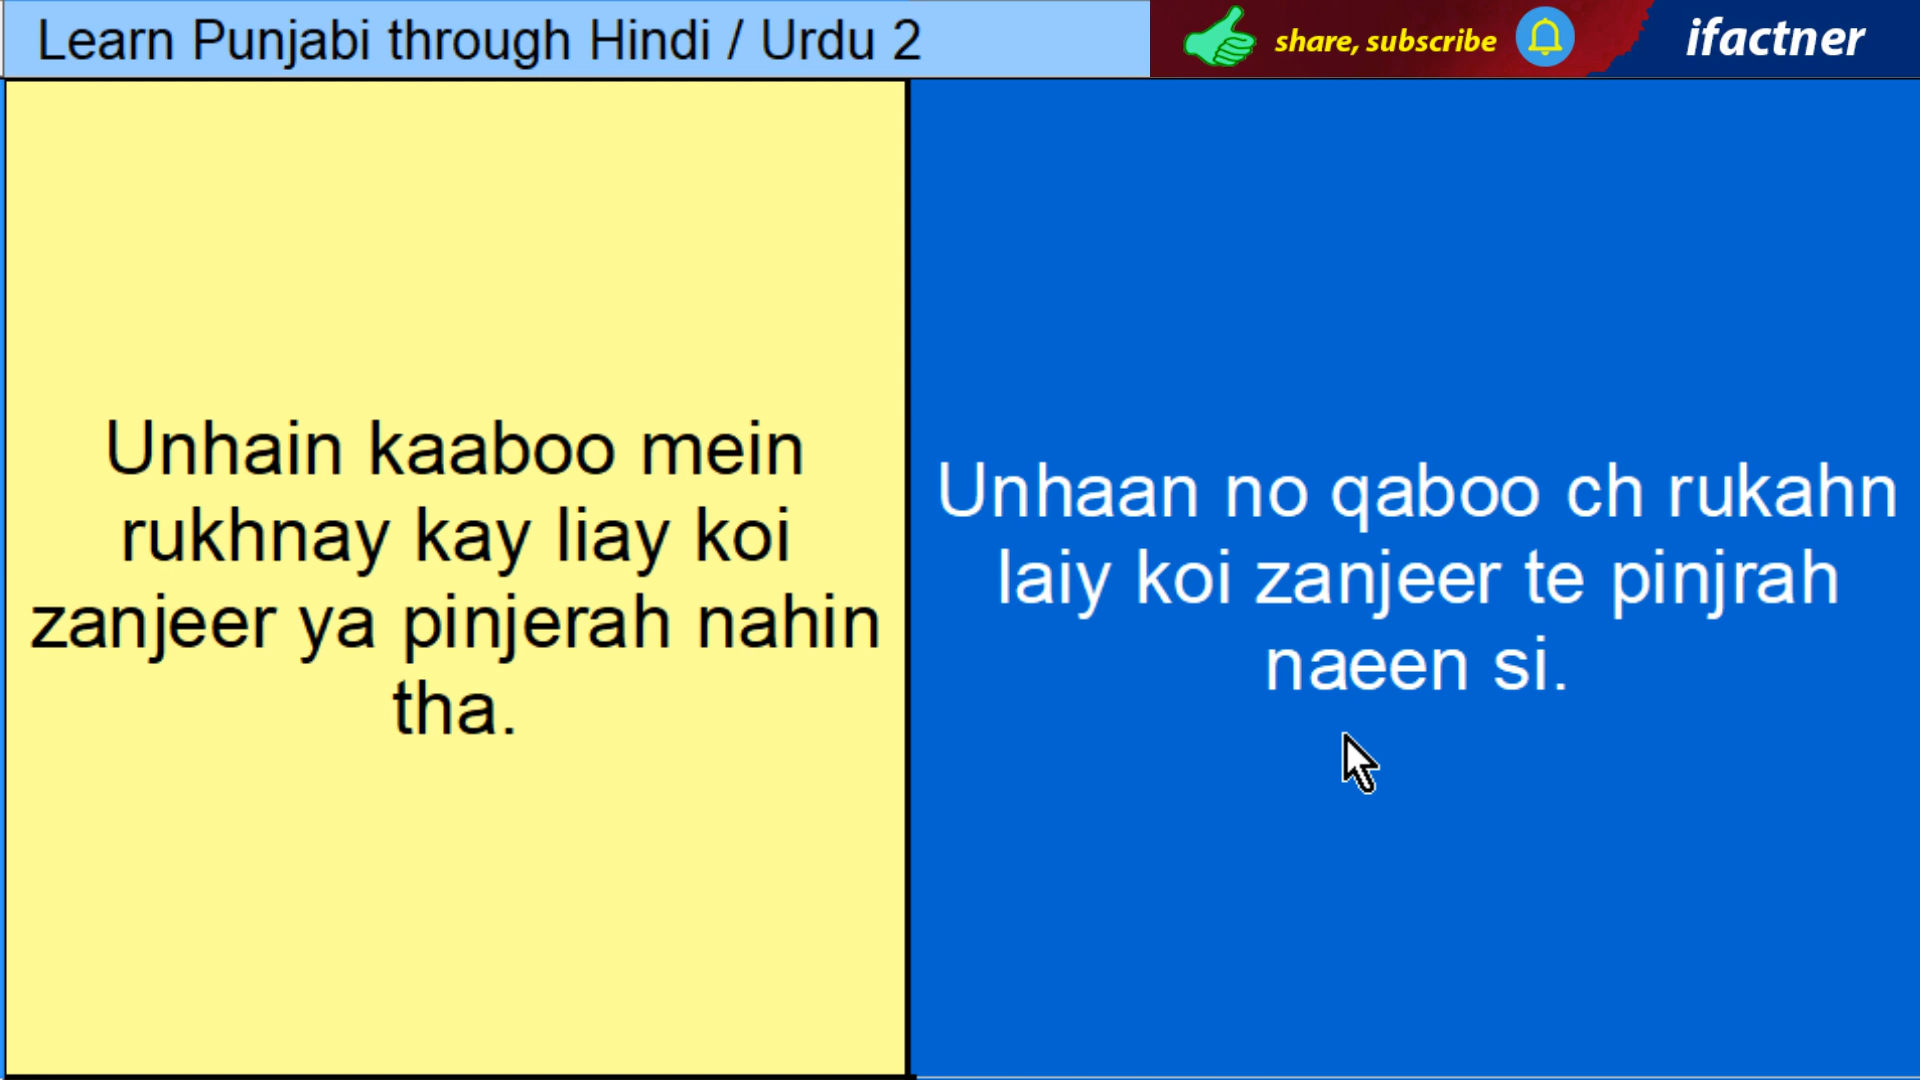 Learn Punjabi through Hindi / Urdu 2
share, subscribe
ifactner
Unhain kaaboo mein
rukhnay kay liay koi
zanjeer ya pinjerah nahin
tha.
Unhaan no qaboo ch rukahn
laiy koi zanjeer te pinjrah
naeen si.